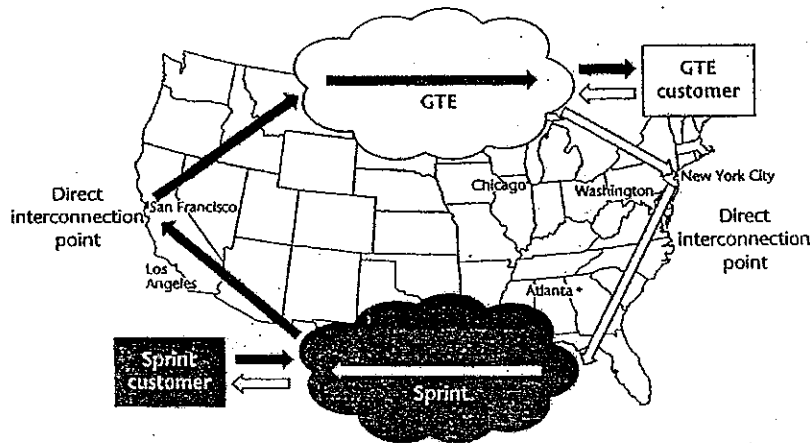 GTE
GTE
customer
Chicago
Washington
New York City
Direct
interconnection
point
San Francisco
Direct
interconnection
point
Los
Angeles
Atlanta
Sprint
customer
Sprint